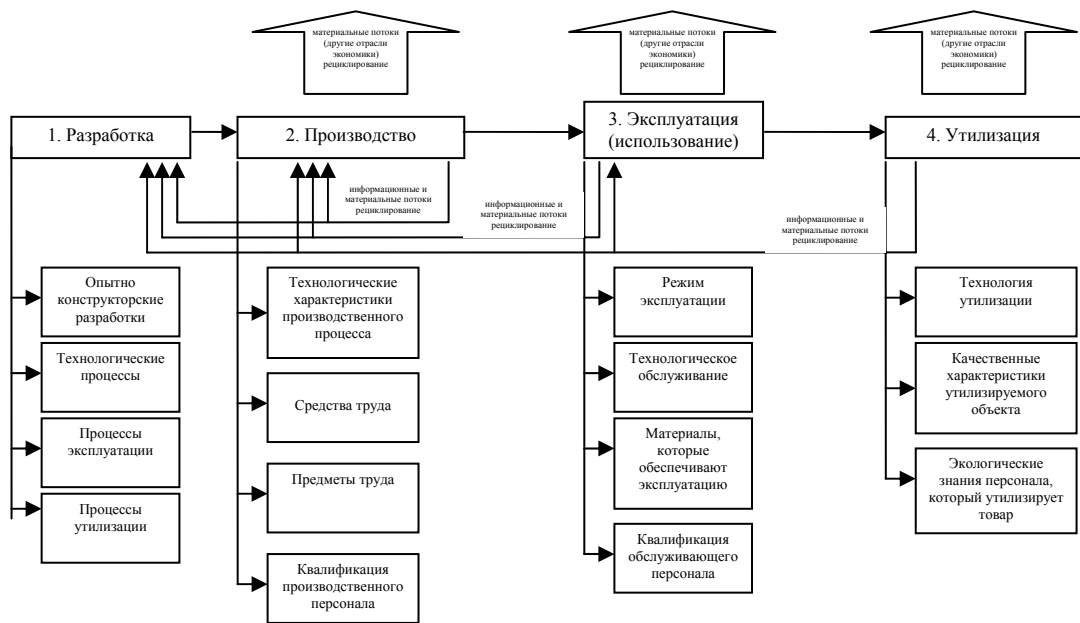 материальные потоки
(другие отрасли
экономики)
рециклирование
материальные потоки
(другие отрасли
экономики)
рециклирование
материальные потоки
(другие отрасли
экономики)
рециклирование
1. Разработка
2. Производство
3. Эксплуатация
(использование)
4. Утилизация
информационные и
материальные потоки
рециклирование
информационные и
материальные потоки
рециклирование
информационные и
материальные потоки
рециклирование
Опытно
конструкторские
разработки
Технологические
процессы
Процессы
эксплуатации
Процессы
утилизации
Технологические
характеристики
производственного
процесса
Средства труда
Предметы труда
Квалификация
производственного
персонала
Режим
эксплуатации
Технологическое
обслуживание
Материалы,
которые
обеспечивают
эксплуатацию
Квалификация
обслуживающего
персонала
Технология
утилизации
Качественные
характеристики
утилизируемого
объекта
Экологические
знания персонала,
который утилизирует
товар